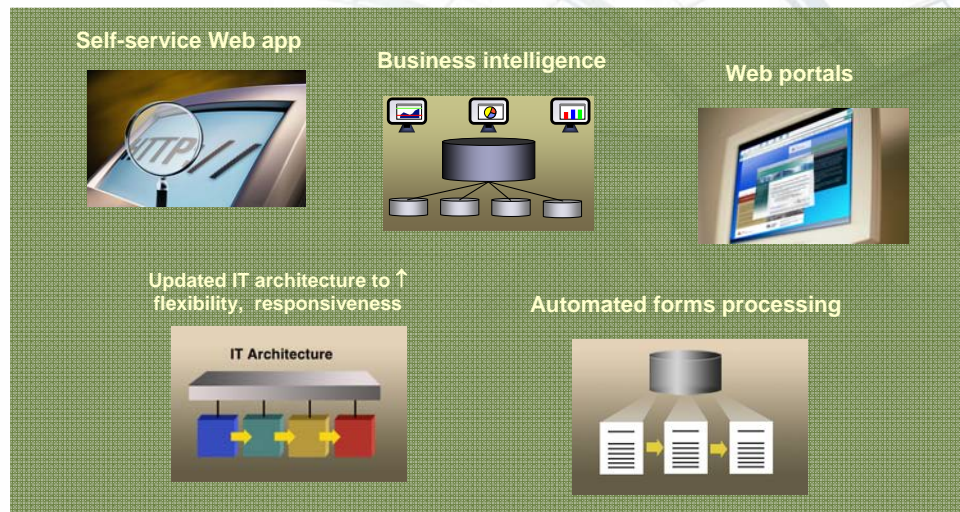 Self-service Web app
Business intelligence
Web portals
HTTP://
Updated IT architecture to ↑
flexibility, responsiveness
Automated forms processing
IT Architecture